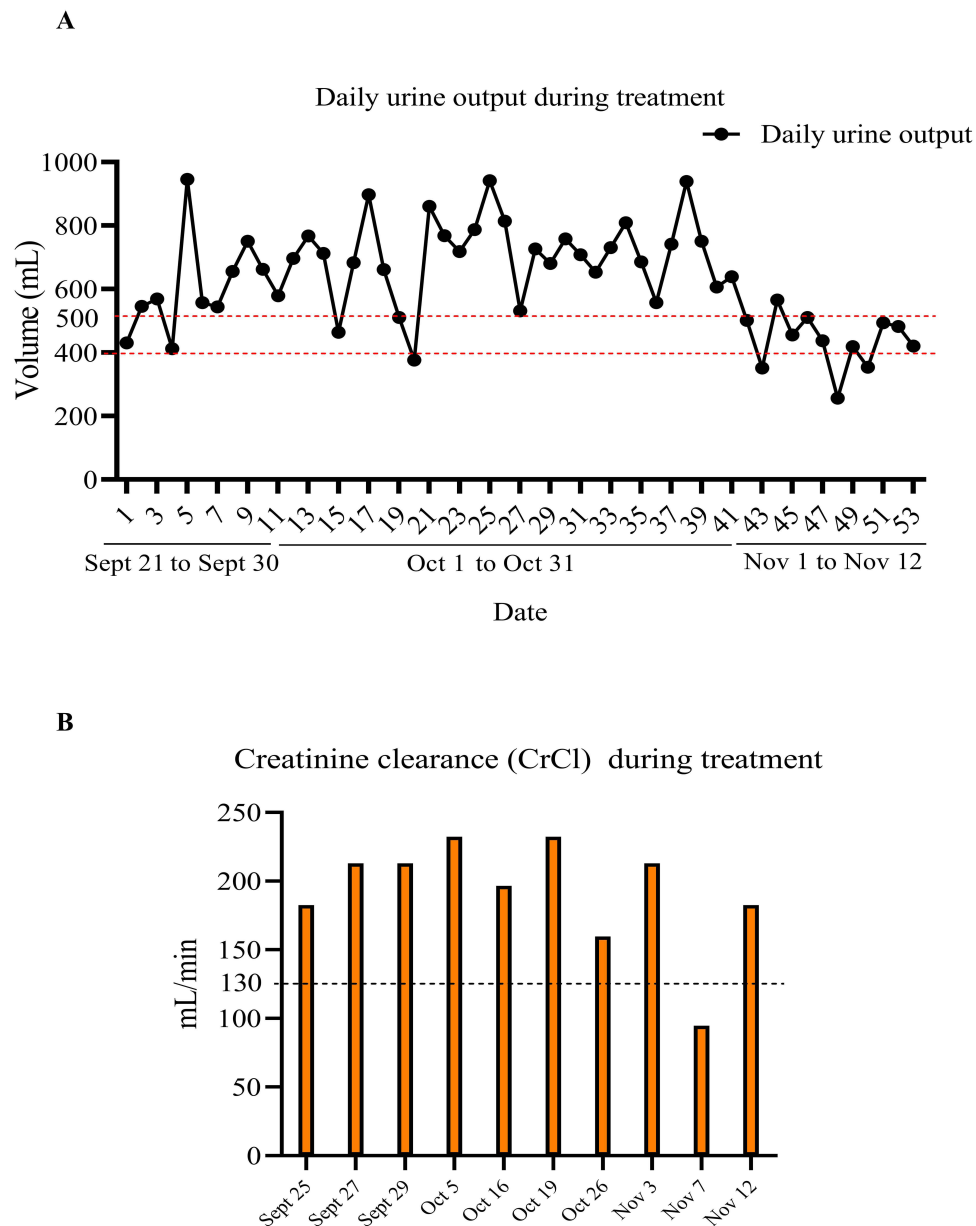 A
Daily urine output during treatment
Daily urine output
Volume (mL)
1000
800
600
500
400
200
0
1 3 5 7 9 11 13 15 17 19 21 23 25 27 29 31 33 35 37 39 41 43 45 47 49 51 53
Sept 21 to Sept 30 Oct 1 to Oct 31 Nov 1 to Nov 12
Date
B
Creatinine clearance (CrCl) during treatment
mL/min
250
200
150
130
100
50
0
Sept 25 Sept 27 Sept 29 Oct 5 Oct 16 Oct 19 Oct 26 Nov 3 Nov 7 Nov 12